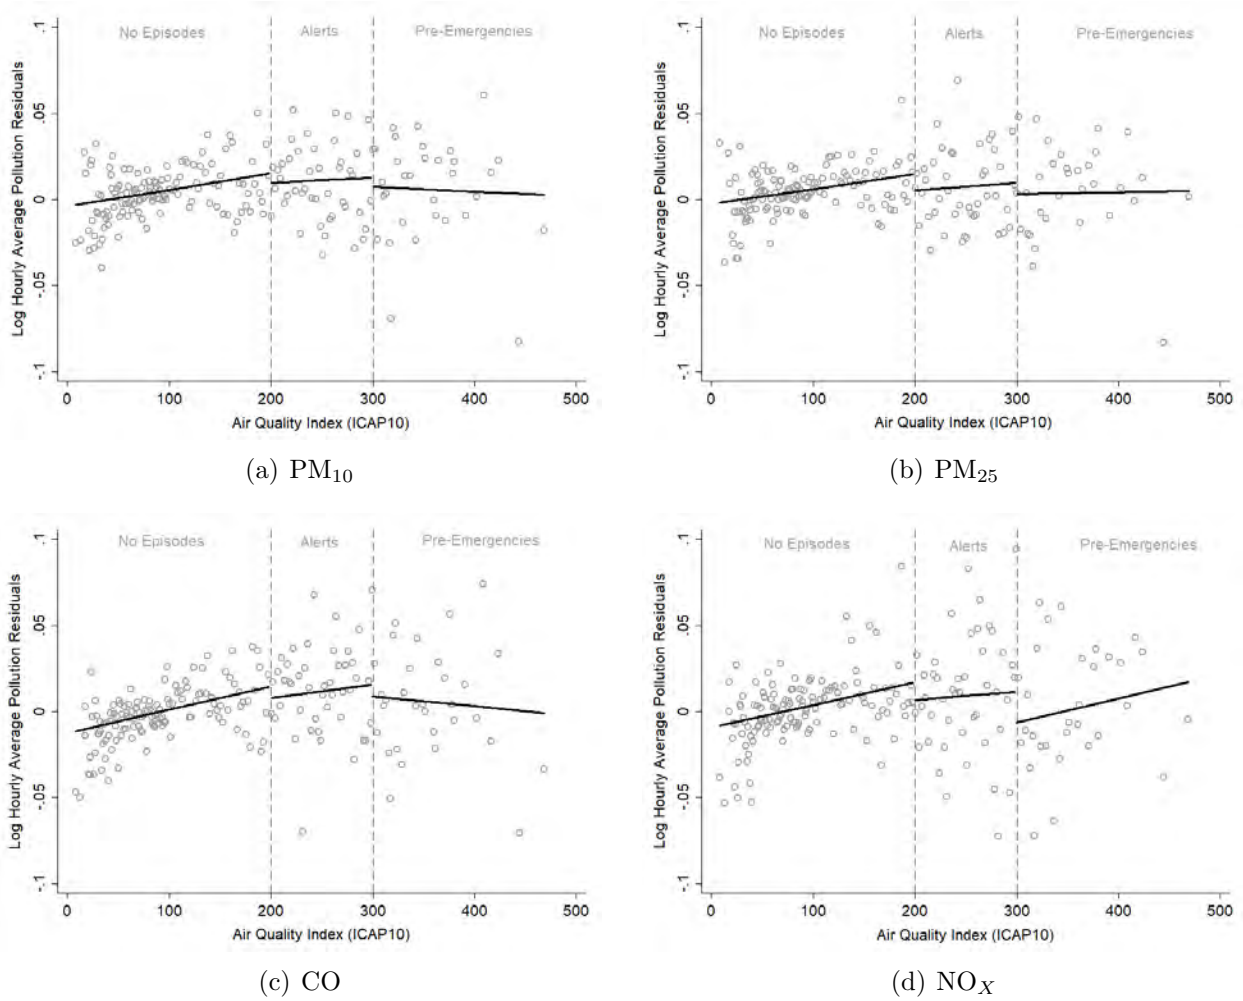 No Episodes Alerts Pre-Emergencies
Log Hourly Average Pollution Residuals
.1
.05
0
-.05
-.1
0 100 200 300 400 500
Air Quality Index (ICAP10)
(a) PM10
No Episodes Alerts Pre-Emergencies
Log Hourly Average Pollution Residuals
.1
.05
0
-.05
-.1
0 100 200 300 400 500
Air Quality Index (ICAP10)
(b) PM25
No Episodes Alerts Pre-Emergencies
Log Hourly Average Pollution Residuals
.1
.05
0
-.05
-.1
0 100 200 300 400 500
Air Quality Index (ICAP10)
(c) CO
No Episodes Alerts Pre-Emergencies
Log Hourly Average Pollution Residuals
.1
.05
0
-.05
-.1
0 100 200 300 400 500
Air Quality Index (ICAP10)
(d) NOX